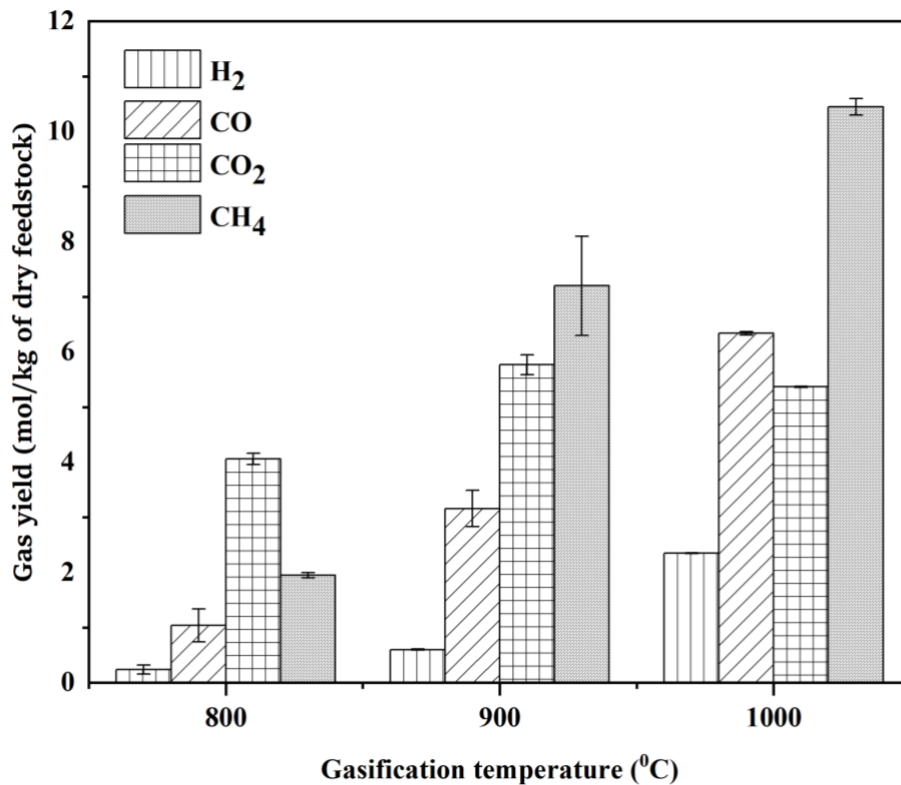 12
10
8
6
4
2
0
Gas yield (mol/kg of dry feedstock)
H2
CO
CO2
CH4
800
900
1000
Gasification temperature (⁰C)